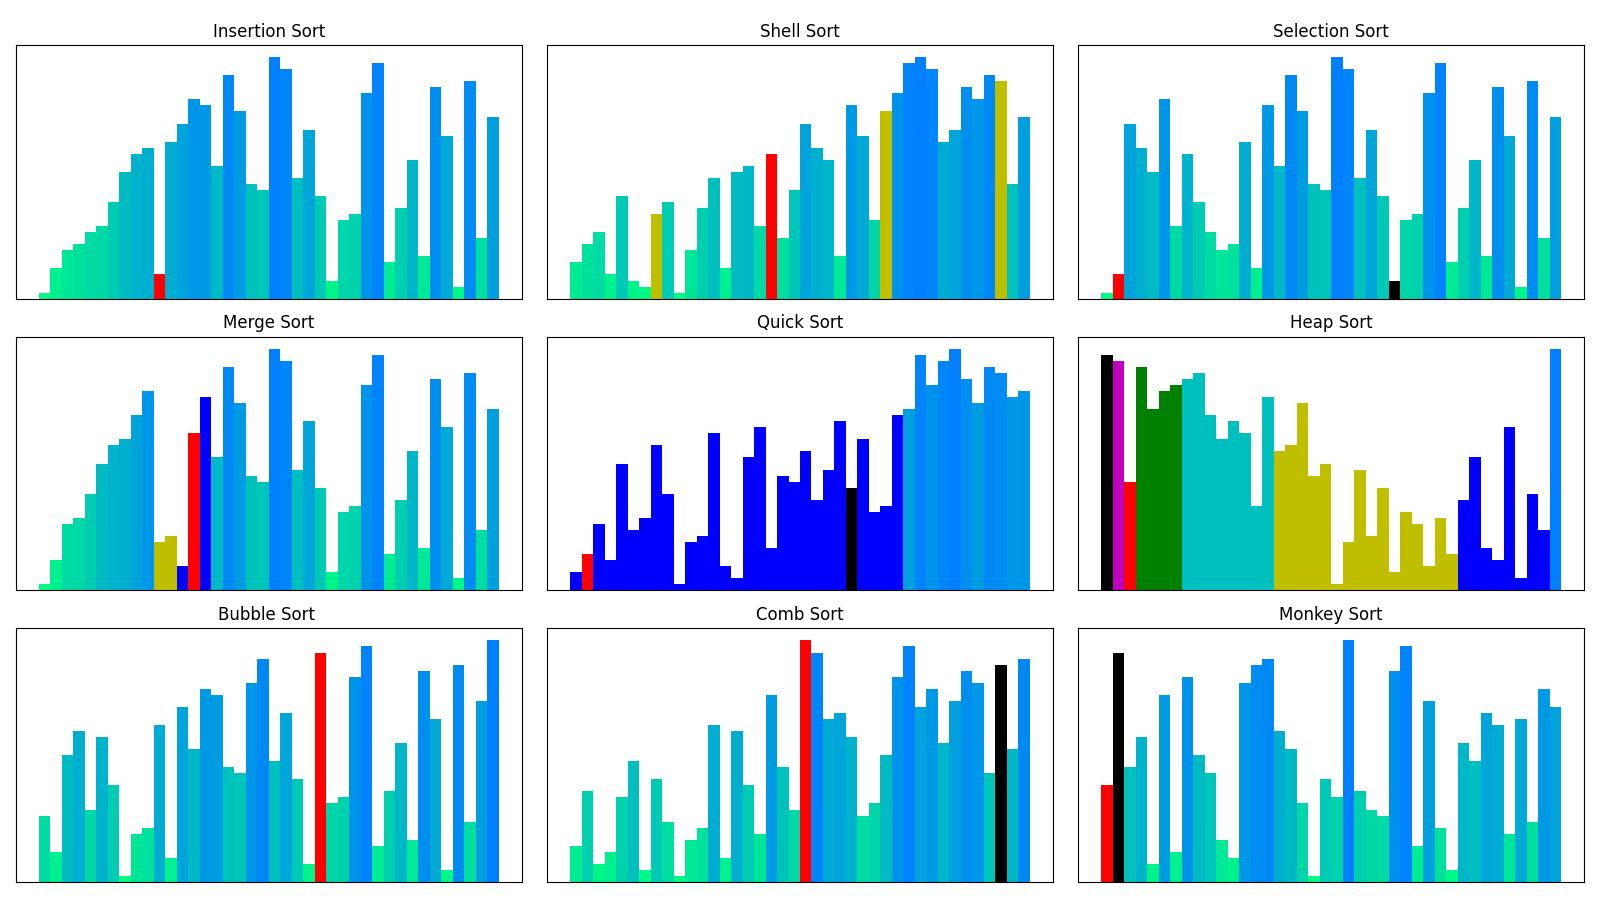 Insertion Sort
Shell Sort
Selection Sort
Merge Sort
Quick Sort
Heap Sort
Bubble Sort
Comb Sort
Monkey Sort